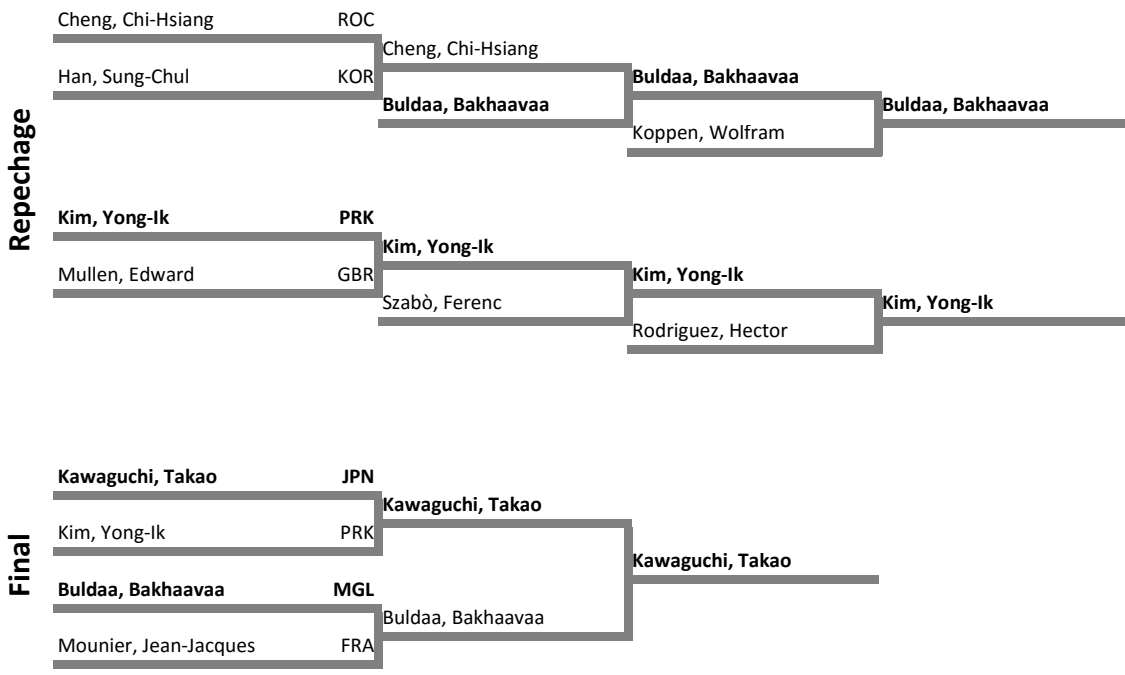 Repechage
Cheng, Chi-Hsiang ROC
Cheng, Chi-Hsiang
Han, Sung-Chul KOR
Buldaa, Bakhaavaa
Buldaa, Bakhaavaa
Buldaa, Bakhaavaa
Koppen, Wolfram
Kim, Yong-Ik PRK
Kim, Yong-Ik
Mullen, Edward GBR
Kim, Yong-Ik
Szabò, Ferenc
Kim, Yong-Ik
Rodriguez, Hector
Final
Kawaguchi, Takao JPN
Kawaguchi, Takao
Kim, Yong-Ik PRK
Kawaguchi, Takao
Buldaa, Bakhaavaa MGL
Buldaa, Bakhaavaa
Mounier, Jean-Jacques FRA